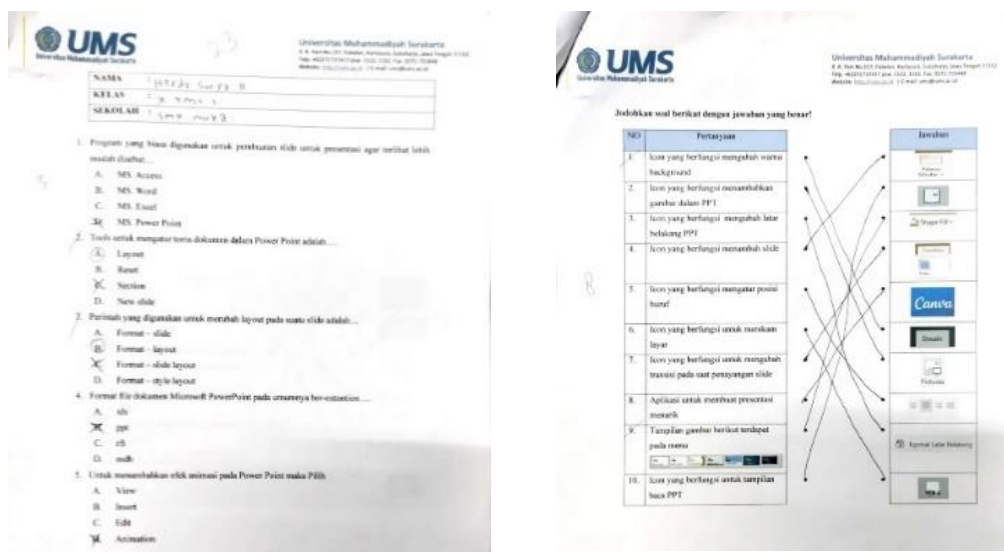 UMS
Universitas Muhammadiyah Surakarta
Universitas Muhammadiyah Surakarta
NAMA :
KELAS :
SEKOLAH :
1. Program yang biasa digunakan untuk pembuatan slide untuk presentasi agar terlihat lebih
mudah disebut....
A. MS. Access
B. MS. Word
C. MS. Excel
D. MS. Power Point
2. Tools untuk mengatur tema dokumen dalam Power Point adalah....
A. Layout
B. Reset
C. Section
D. New slide
3. Perintah yang digunakan untuk merubah layout pada suatu slide adalah....
A. Format – slide
B. Format – layout
C. Format – slide layout
D. Format – style layout
4. Format file dokumen Microsoft PowerPoint pada umumnya ber-extention....
A. xls
B. ppt
C. rft
D. mdb
5. Untuk menambahkan efek animasi pada Power Point maka Pilih
A. View
B. Insert
C. Edit
D. Animation
UMS
Universitas Muhammadiyah Surakarta
Universitas Muhammadiyah Surakarta
Jodohkan soal berikut dengan jawaban yang benar!
NO Pertanyaan Jawaban
1. Icon yang berfungsi mengubah warna
background
2. Icon yang berfungsi menambahkan
gambar dalam PPT
3. Icon yang berfungsi mengubah latar
belakang PPT
Shape Fill
4. Icon yang berfungsi menambah slide
5. Icon yang berfungsi mengatur posisi
huruf
Canva
6. Icon yang berfungsi untuk
layar
7. Icon yang berfungsi untuk mengubah
transisi pada saat penayangan slide
Pictures
8. Aplikasi untuk membuat presentasi
menarik
9. Tampilan gambar berikut terdapat
pada menu
Format Latar Belakang
10. Icon yang berfungsi untuk tampilan
baca PPT